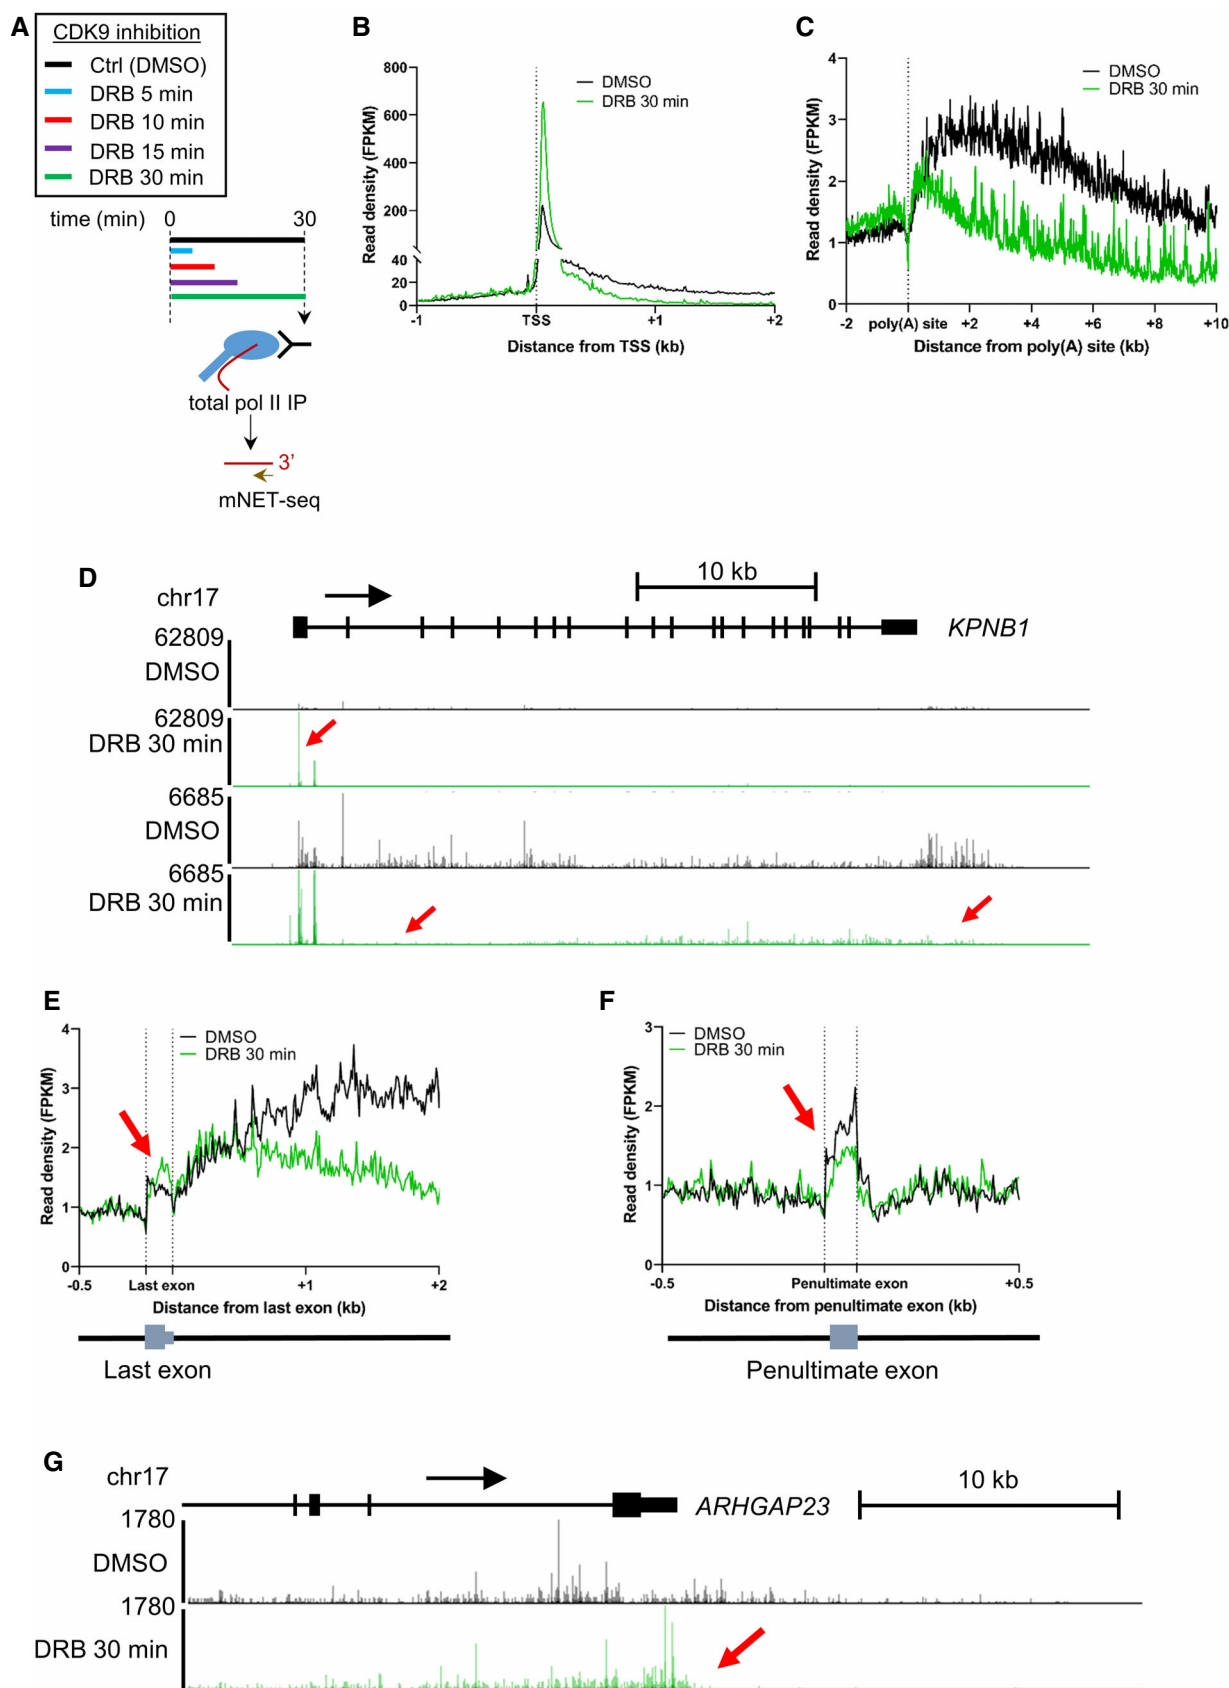 A
CDK9 inhibition
Ctrl (DMSO)
DRB 5 min
DRB 10 min
DRB 15 min
DRB 30 min
time (min) 0 30
total pol II IP
3'
mNET-seq
B
Read density (FPKM)
800
600
400
200
40
20
0
DMSO
DRB 30 min
-1 TSS +1 +2
Distance from TSS (kb)
C
Read density (FPKM)
4
3
2
1
0
DMSO
DRB 30 min
-2 poly(A) site +2 +4 +6 +8 +10
Distance from poly(A) site (kb)
D
chr17
10 kb
KPNB1
62809
DMSO
62809
DRB 30 min
6685
DMSO
6685
DRB 30 min
E
Read density (FPKM)
4
3
2
1
0
DMSO
DRB 30 min
-0.5 Last exon +1 +2
Distance from last exon (kb)
Last exon
F
Read density (FPKM)
3
2
1
0
DMSO
DRB 30 min
-0.5 Penultimate exon +0.5
Distance from penultimate exon (kb)
Penultimate exon
G
chr17
10 kb
ARHGAP23
1780
DMSO
1780
DRB 30 min